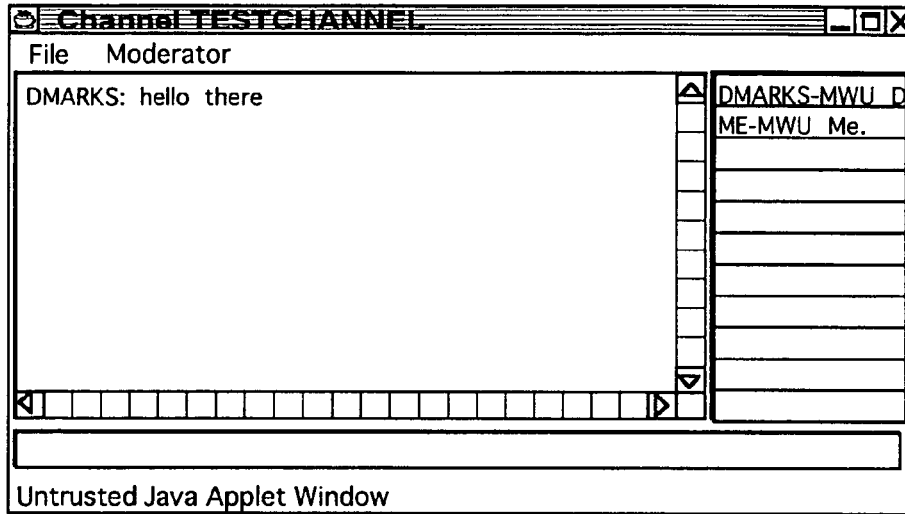 Channel TESTCHANNEL
File Moderator
DMARKS: hello there
DMARKS-MWU D
ME-MWU Me.
Untrusted Java Applet Window